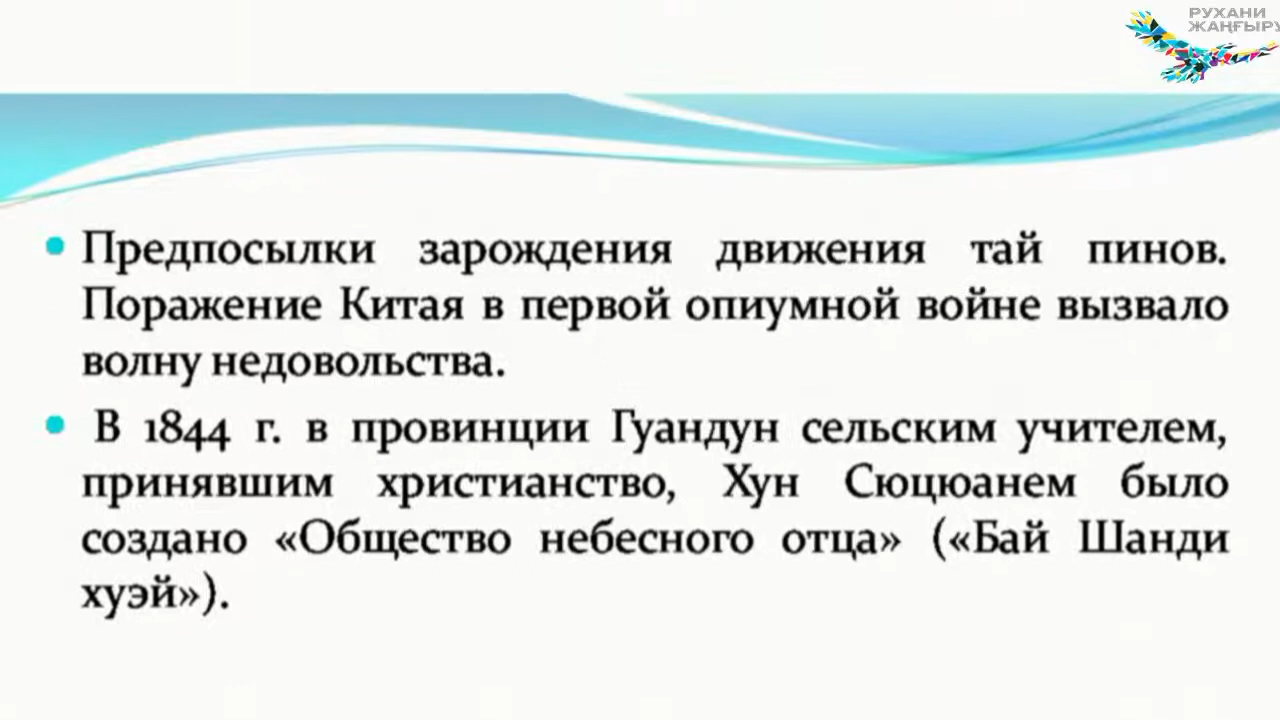 РУХАНИ
ЖАҢҒЫРУ
• Предпосылки зарождения движения тай пинов.
Поражение Китая в первой опиумной войне вызвало
волну недовольства.
• В 1844 г. в провинции Гуандун сельским учителем,
принявшим христианство, Хун Сюцюанем было
создано «Общество небесного отца» («Бай Шанди
хуэй»).